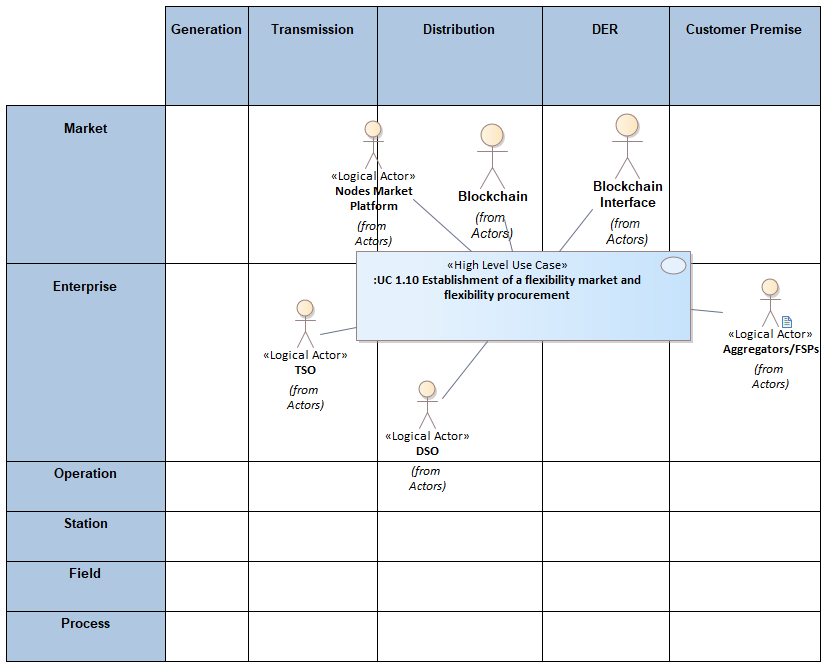 Generation
Transmission
Distribution
DER
Customer Premise
Market
«Logical Actor»
Nodes Market
Platform
(from
Actors)
Blockchain
(from
Actors)
Blockchain
Interface
(from
Actors)
«High Level Use Case»
:UC 1.10 Establishment of a flexibility market and
flexibility procurement
Enterprise
«Logical Actor»
TSO
(from
Actors)
«Logical Actor»
DSO
(from
Actors)
«Logical Actor»
Aggregators/FSPs
(from
Actors)
Operation
Station
Field
Process